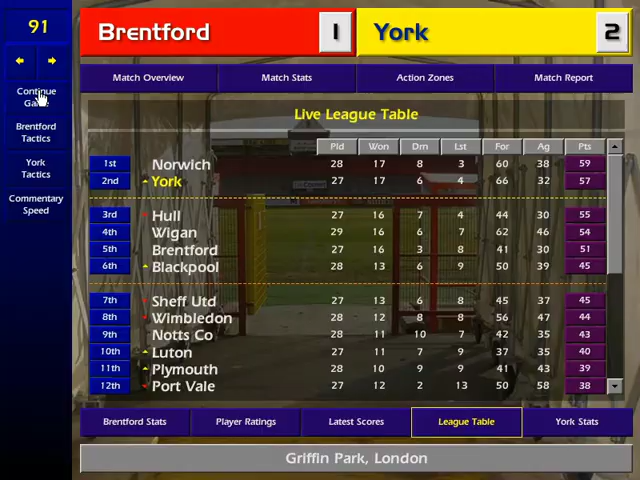 91
Brentford 1 York 2
Match Overview Match Stats Action Zones Match Report
Continue
Brentford
Tactics
York
Tactics
Commentary
Speed
Live League Table
Pld Won Drn Lst For Ag Pts
1st Norwich 28 17 8 3 60 38 59
2nd York 27 17 6 4 66 32 57
3rd Hull 27 16 7 4 44 30 55
4th Wigan 29 16 6 7 62 46 54
5th Brentford 27 16 3 8 41 30 51
6th Blackpool 28 13 6 9 50 39 45
7th Sheff Utd 27 13 6 8 45 37 45
8th Wimbledon 28 12 8 8 56 47 44
9th Notts Co 28 11 10 7 42 35 43
10th Luton 27 11 7 9 37 35 40
11th Plymouth 28 10 9 9 41 43 39
12th Port Vale 27 12 2 13 50 58 38
Brentford Stats Player Ratings Latest Scores League Table York Stats
Griffin Park, London